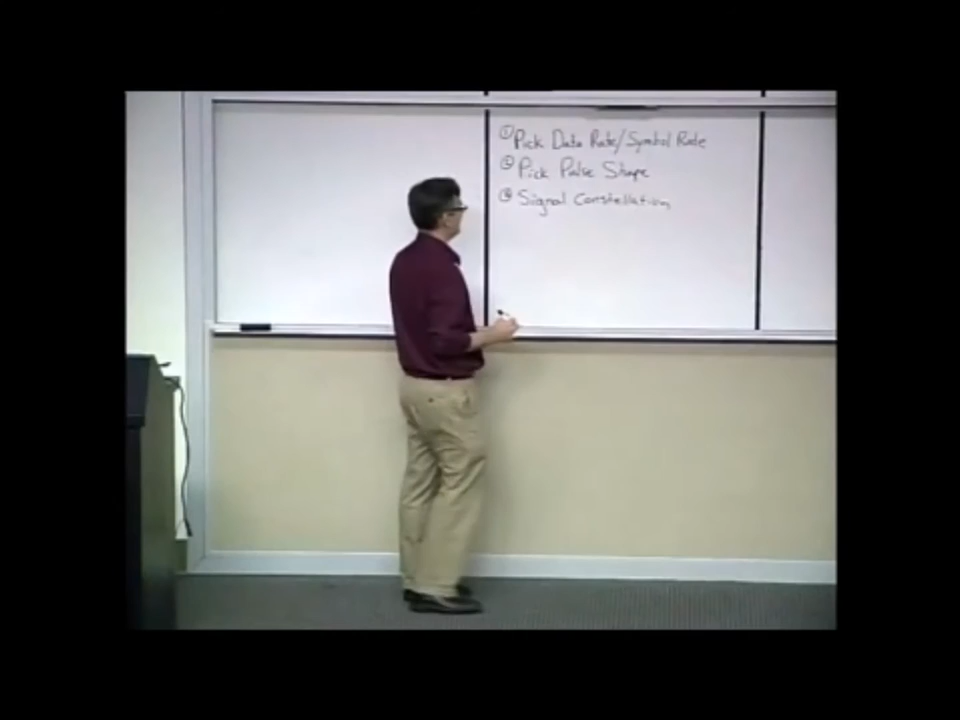 ① Pick Data Rate/Symbol Rate
② Pick Pulse Shape
③ Signal Constellation